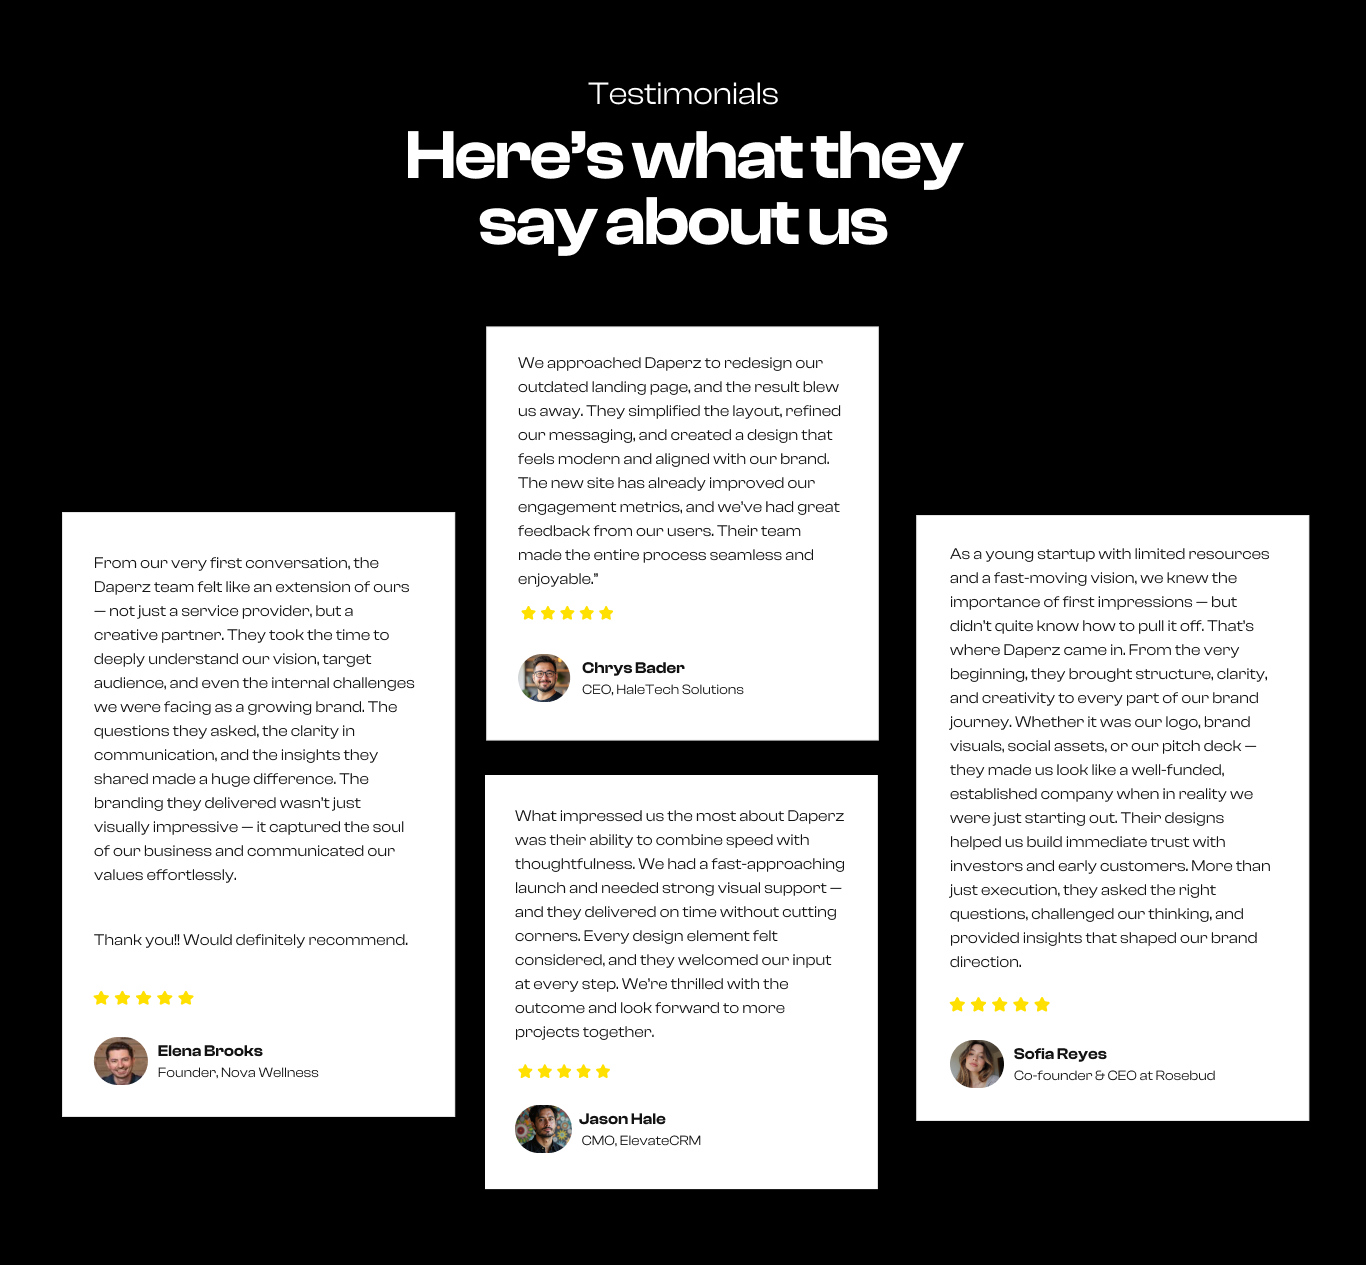 Testimonials
Here’s what they
say about us
We approached Daperz to redesign our
outdated landing page, and the result blew
us away. They simplified the layout, refined
our messaging, and created a design that
feels modern and aligned with our brand.
The new site has already improved our
engagement metrics, and we've had great
feedback from our users. Their team
made the entire process seamless and
enjoyable.”
Chrys Bader
CEO, HaleTech Solutions
From our very first conversation, the
Daperz team felt like an extension of ours
— not just a service provider, but a
creative partner. They took the time to
deeply understand our vision, target
audience, and even the internal challenges
we were facing as a growing brand. The
questions they asked, the clarity in
communication, and the insights they
shared made a huge difference. The
branding they delivered wasn't just
visually impressive — it captured the soul
of our business and communicated our
values effortlessly.
Thank you!! Would definitely recommend.
Elena Brooks
Founder, Nova Wellness
What impressed us the most about Daperz
was their ability to combine speed with
thoughtfulness. We had a fast-approaching
launch and needed strong visual support —
and they delivered on time without cutting
corners. Every design element felt
considered, and they welcomed our input
at every step. We're thrilled with the
outcome and look forward to more
projects together.
Jason Hale
CMO, ElevateCRM
As a young startup with limited resources
and a fast-moving vision, we knew the
importance of first impressions — but
didn't quite know how to pull it off. That's
where Daperz came in. From the very
beginning, they brought structure, clarity,
and creativity to every part of our brand
journey. Whether it was our logo, brand
visuals, social assets, or our pitch deck —
they made us look like a well-funded,
established company when in reality we
were just starting out. Their designs
helped us build immediate trust with
investors and early customers. More than
just execution, they asked the right
questions, challenged our thinking, and
provided insights that shaped our brand
direction.
Sofia Reyes
Co-founder & CEO at Rosebud